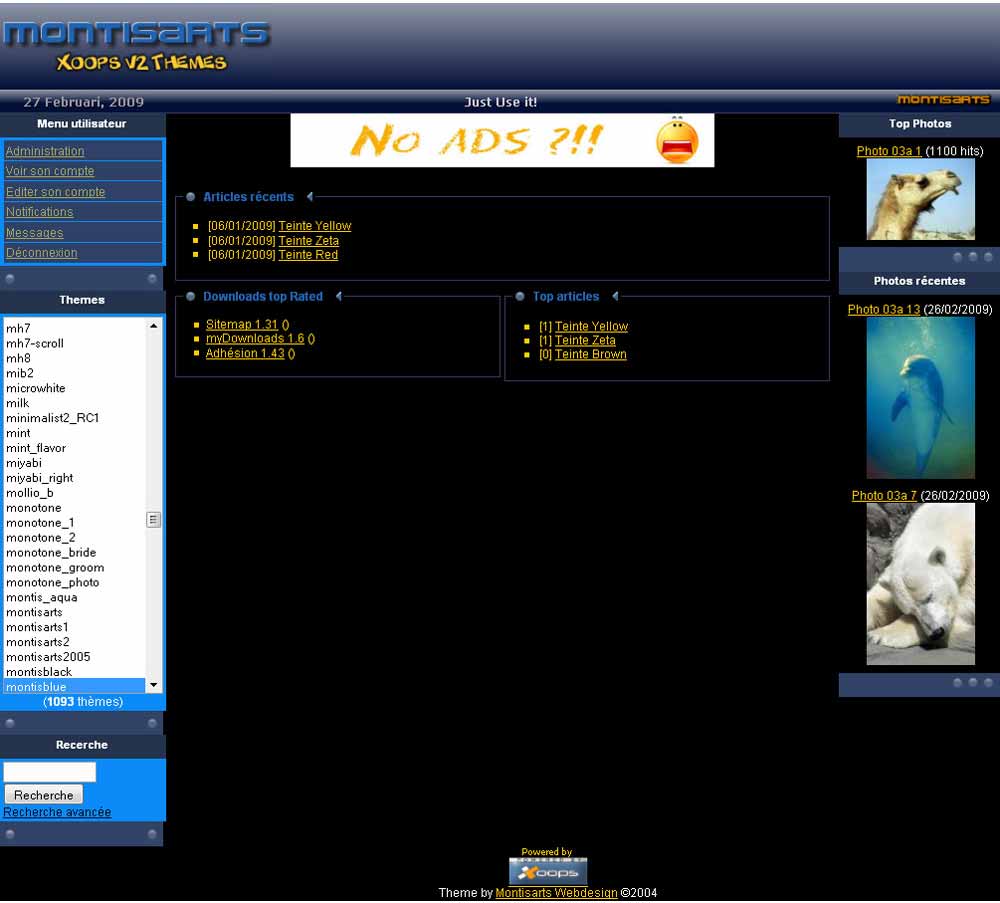 montisarts
XOOPS V2 THEMES
27 Februari, 2009
Just Use it!
montisarts
Menu utilisateur
Administration
Voir son compte
Editer son compte
Notifications
Messages
Déconnexion
Themes
mh7
mh7-scroll
mh8
mib2
microwhite
milk
minimalist2_RC1
mint
mint_flavor
miyabi
miyabi_right
mollio_b
monotone
monotone_1
monotone_2
monotone_bride
monotone_groom
monotone_photo
montis_aqua
montisarts
montisarts1
montisarts2
montisarts2005
montisblack
montisblue
(1093 thèmes)
Recerche
Recherche
Recherche avancée
NO ADS ?!!
Articles récents
[06/01/2009] Teinte Yellow
[06/01/2009] Teinte Zeta
[06/01/2009] Teinte Red
Downloads top Rated
Sitemap 1.31 ()
myDownloads 1.6 ()
Adhésion 1.43 ()
Top articles
[1] Teinte Yellow
[1] Teinte Zeta
[0] Teinte Brown
Top Photos
Photo 03a 1 (1100 hits)
Photos récentes
Photo 03a 13 (26/02/2009)
Photo 03a 7 (26/02/2009)
Powered by
POWERED BY
Xoops
Theme by Montisarts Webdesign ©2004